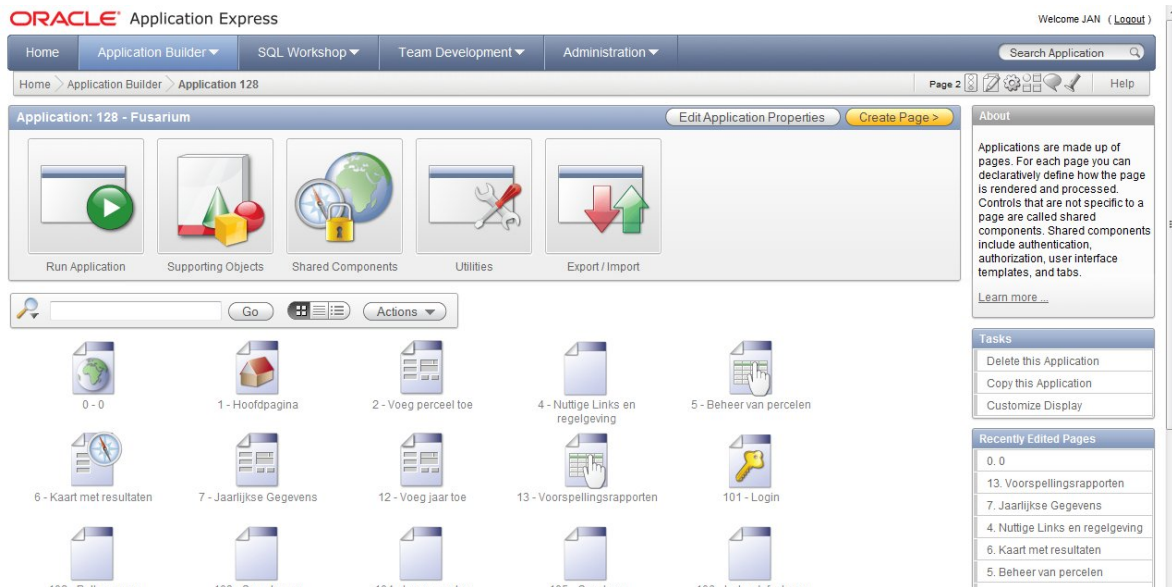 ORACLE Application Express
Welcome JAN ( Logout )
Home Application Builder SQL Workshop Team Development Administration
Search Application
Home Application Builder Application 128
Page 2
Help
Application: 128 - Fusarium
Edit Application Properties
Create Page >
Run Application
Supporting Objects
Shared Components
Utilities
Export / Import
Go
Actions
0 - 0
1 - Hoofdpagina
2 - Voeg perceel toe
4 - Nuttige Links en
regelgeving
5 - Beheer van percelen
6 - Kaart met resultaten
7 - Jaarlijkse Gegevens
12 - Voeg jaar toe
13 - Voorspellingsrapporten
101 - Login
About
Applications are made up of
pages. For each page you can
declaratively define how the page
is rendered and processed.
Controls that are not specific to a
page are called shared
components. Shared components
include authentication,
authorization, user interface
templates, and tabs.
Learn more ...
Tasks
Delete this Application
Copy this Application
Customize Display
Recently Edited Pages
0. 0
13. Voorspellingsrapporten
7. Jaarlijkse Gegevens
4. Nuttige Links en regelgeving
6. Kaart met resultaten
5. Beheer van percelen